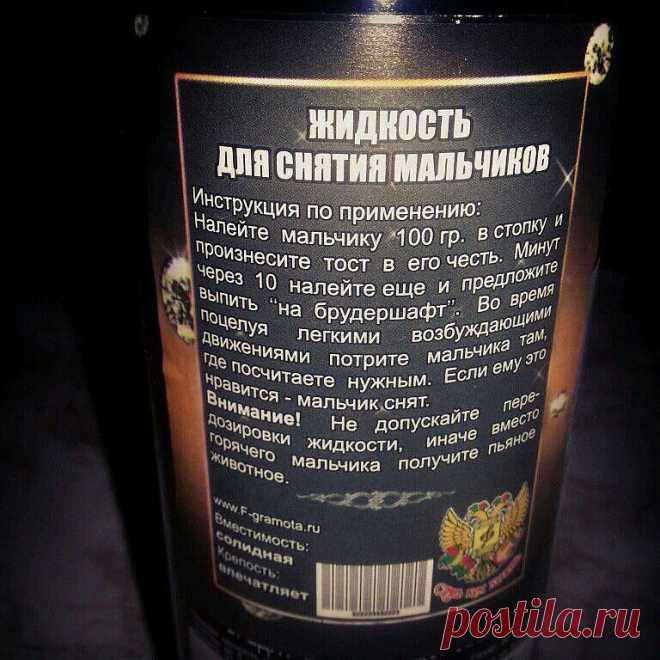 ЖИДКОСТЬ
ДЛЯ СНЯТИЯ МАЛЬЧИКОВ
Инструкция по применению:
Налейте мальчику 100 гр. в стопку и
произнесите тост в его честь. Минут
через 10 налейте еще и предложите
выпить “на брудершафт”. Во время
поцелуя легкими возбуждающими
движениями потрите мальчика там,
где посчитаете нужным. Если ему это
нравится - мальчик снят.
Внимание! Не допускайте пере-
дозировки жидкости, иначе вместо
горячего мальчика получите пьяное
животное.
www.F-gramota.ru
Вместимость:
солидная
Крепость:
впечатляет
postila.ru